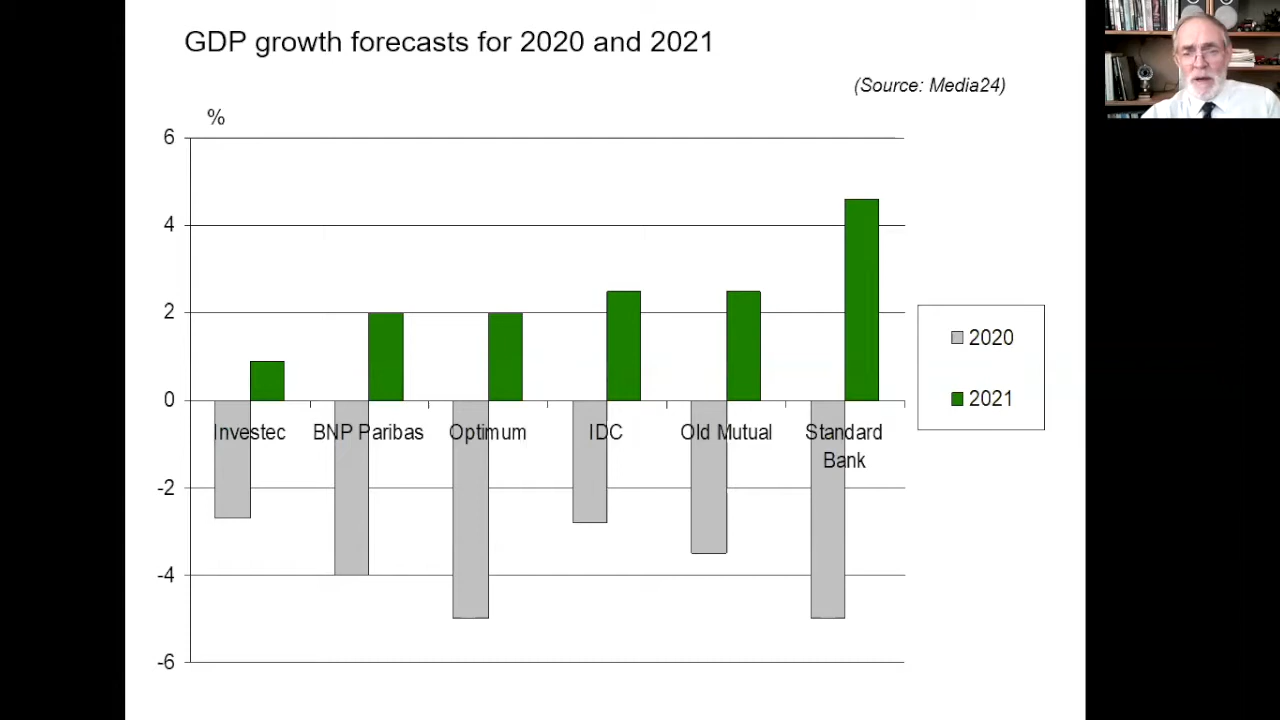 GDP growth forecasts for 2020 and 2021
(Source: Media24)
%
6
4
2
0
-2
-4
-6
Investec
BNP Paribas
Optimum
IDC
Old Mutual
Standard
Bank
2020
2021